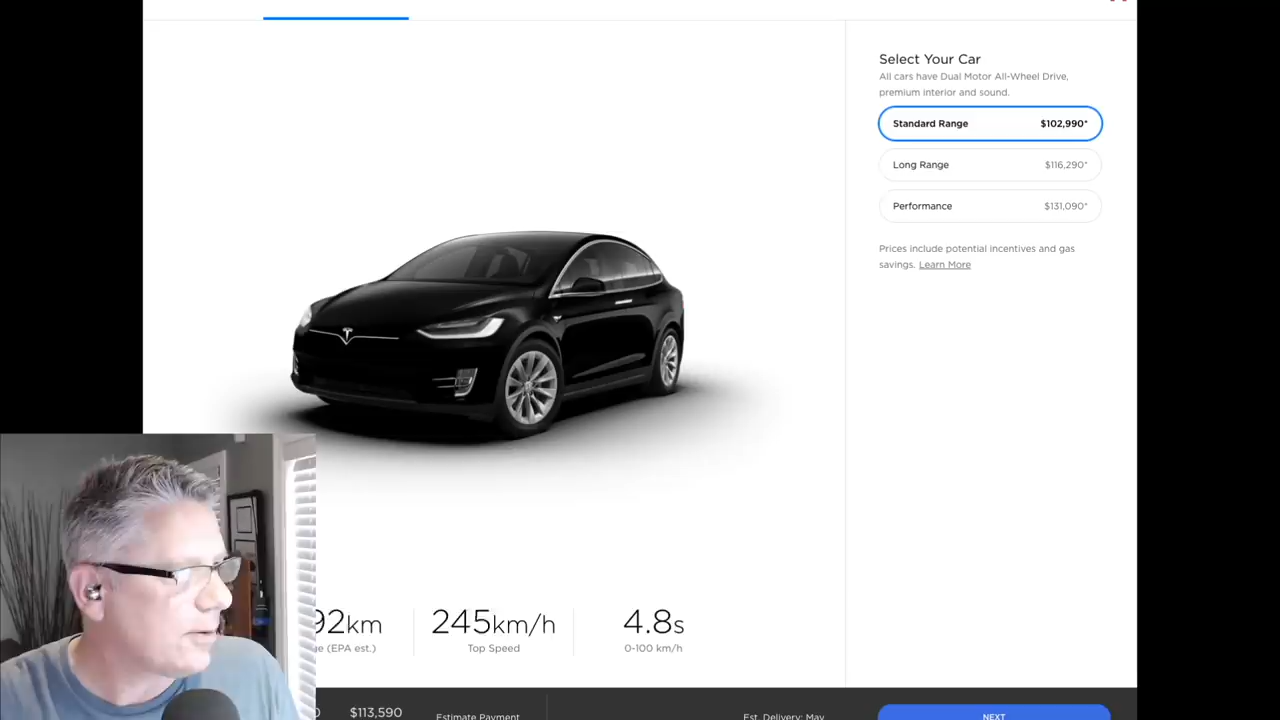 Select Your Car
All cars have Dual Motor All-Wheel Drive,
premium interior and sound.
Standard Range $102,990*
Long Range $116,290*
Performance $131,090*
Prices include potential incentives and gas
savings. Learn More
92km 245km/h 4.8s
(EPA est.) Top Speed 0-100 km/h
$113,590 Estimate Payment Est. Delivery: May NEXT